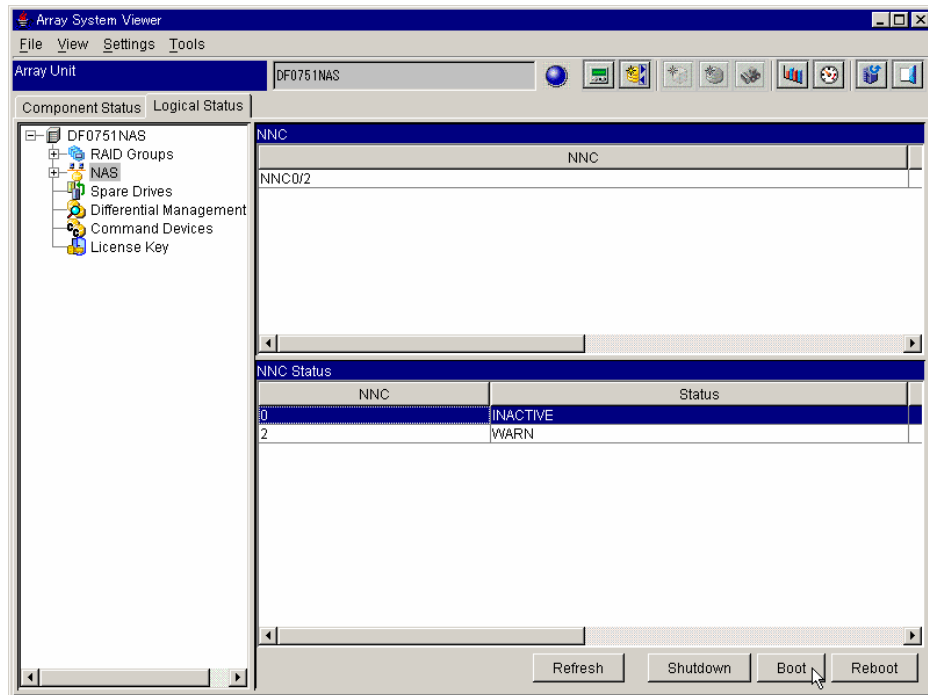 Array System Viewer
File View Settings Tools
Array Unit
DF0751NAS
Component Status Logical Status
DF0751NAS
RAID Groups
NAS
Spare Drives
Differential Management
Command Devices
License Key
NNC
NNC
NNC0/2
NNC Status
NNC Status
0 INACTIVE
2 WARN
Refresh Shutdown Boot Reboot